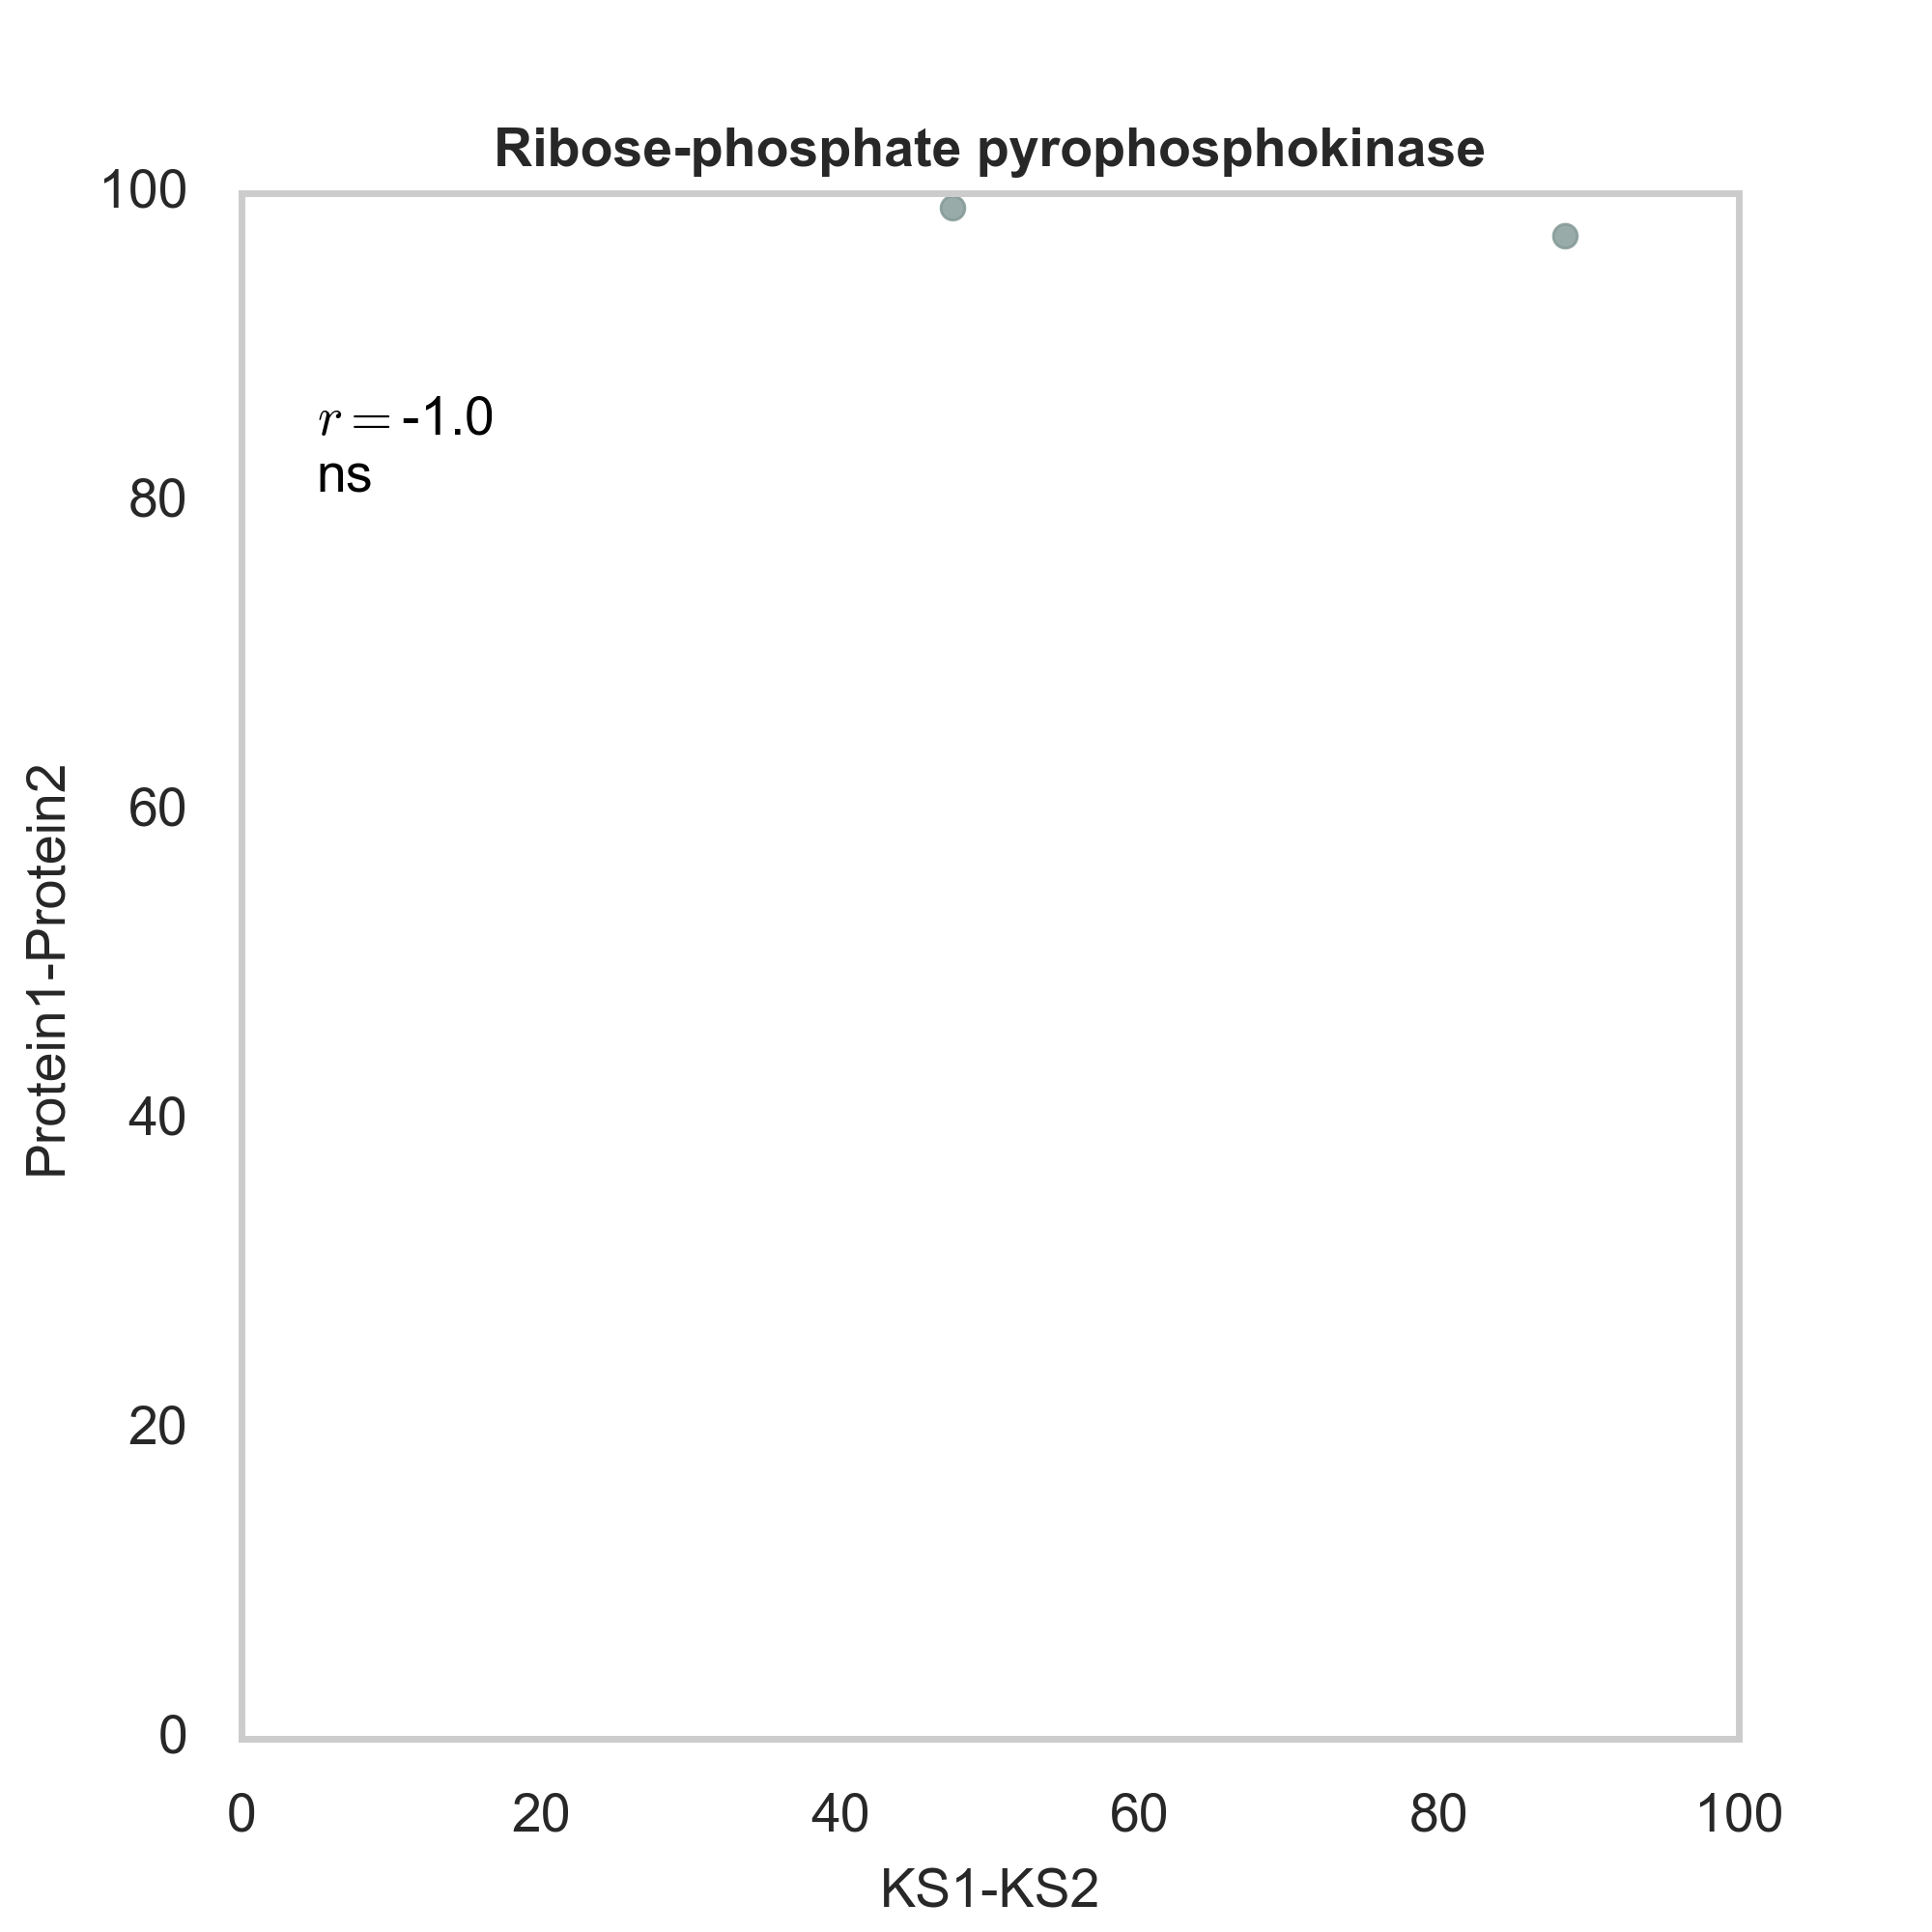 Ribose-phosphate pyrophosphokinase
100
80
60
40
20
0
r = -1.0
ns
Protein1-Protein2
0 20 40 60 80 100
KS1-KS2